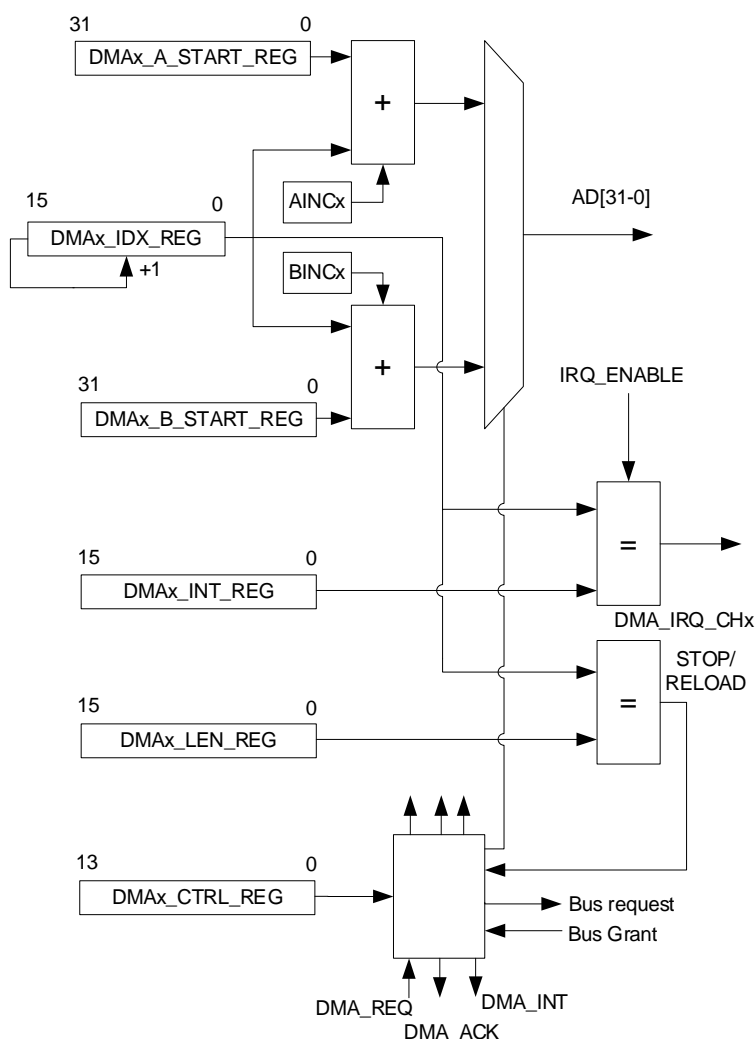 31 0
DMAx_A_START_REG
+
AINCx
15 0
DMAx_IDX_REG
+1
AD[31-0]
BINCx
+
31 0
DMAx_B_START_REG
IRQ_ENABLE
=
15 0
DMAx_INT_REG
DMA_IRQ_CHx
STOP/
RELOAD
=
15 0
DMAx_LEN_REG
13 0
DMAx_CTRL_REG
Bus request
Bus Grant
DMA_REQ
DMA_ACK
DMA_INT